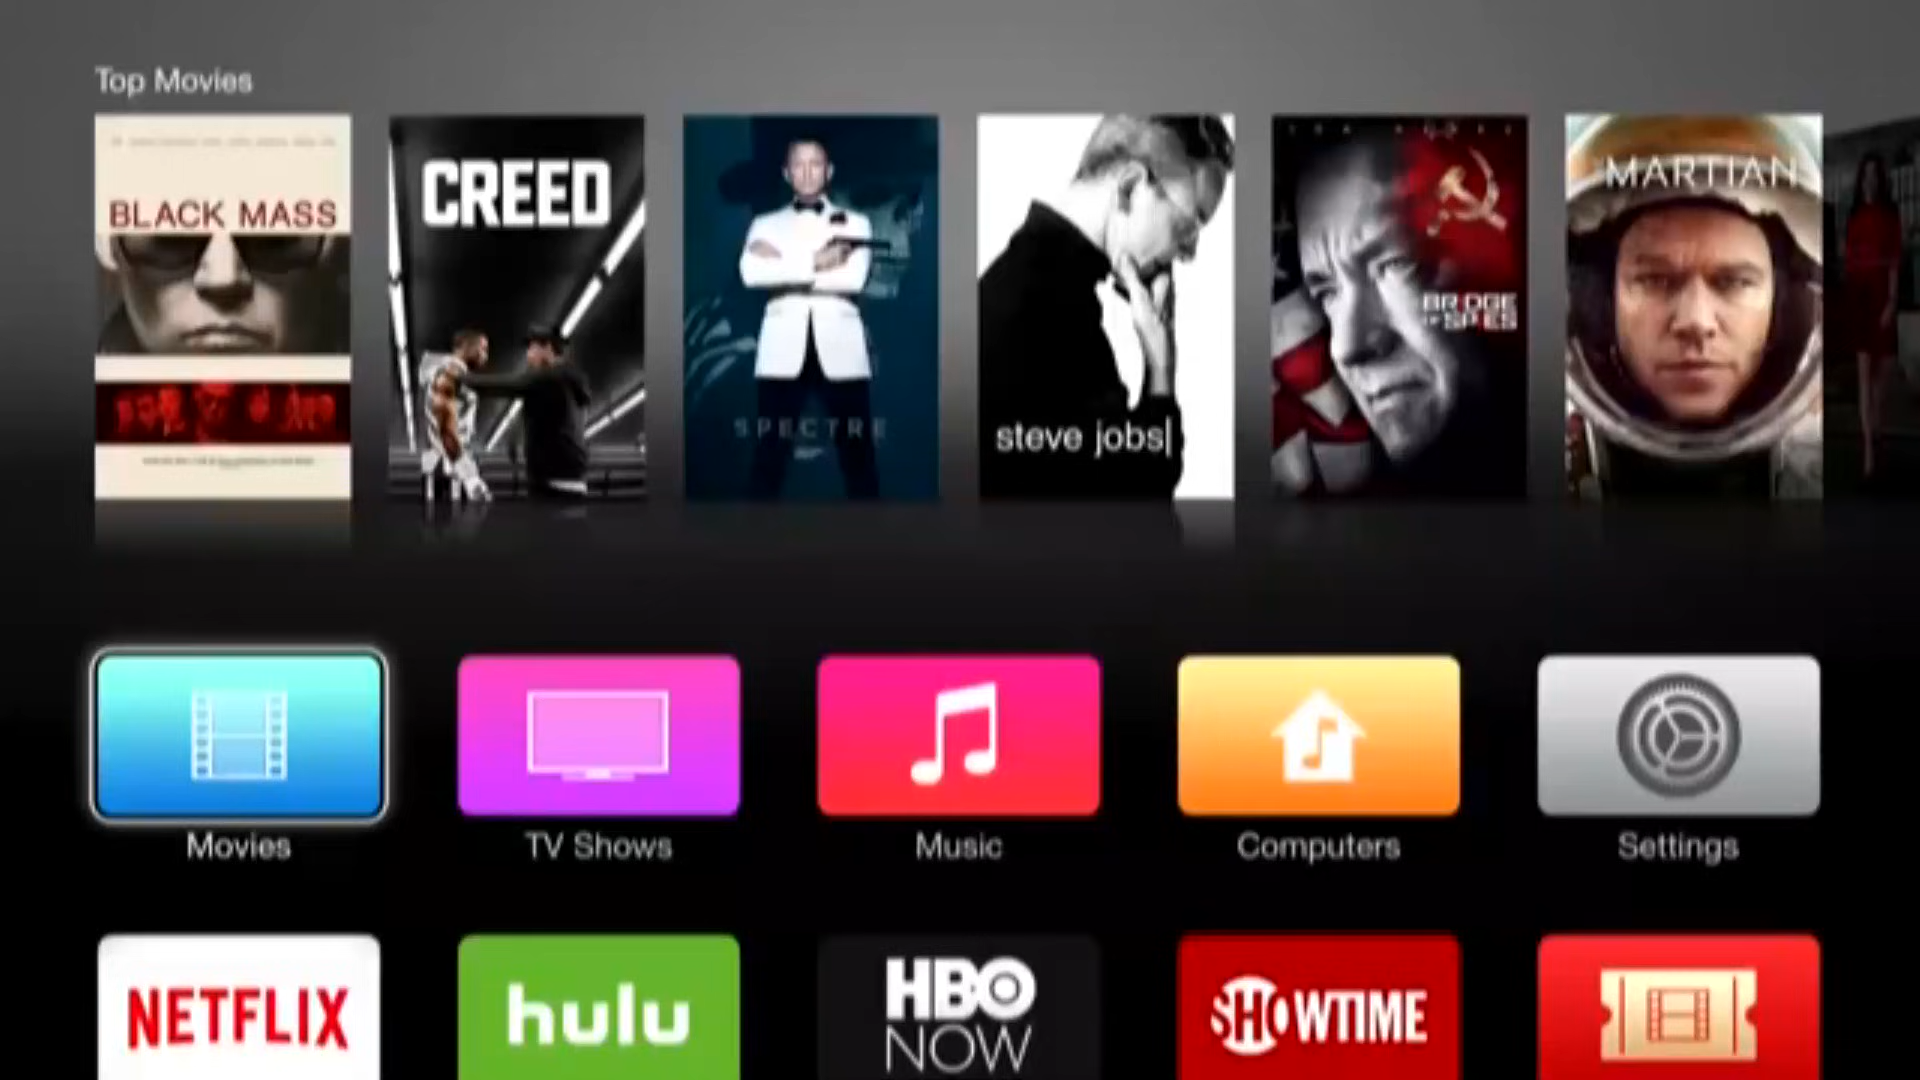 Top Movies
BLACK MASS
CREED
SPECTRE
steve jobs
BRIDGE
OF SPIES
MARTIAN
Movies
TV Shows
Music
Computers
Settings
NETFLIX
hulu
HBO
NOW
SHOWTIME